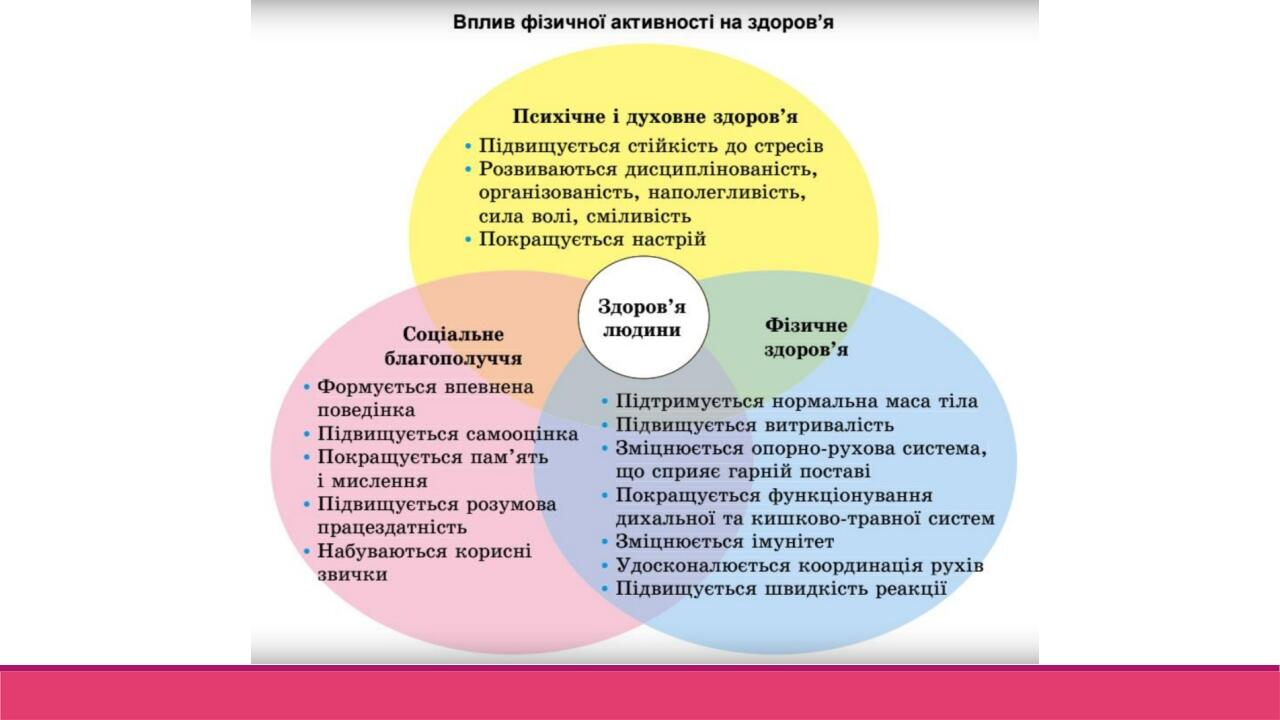 Вплив фізичної активності на здоров’я
Психічне і духовне здоров’я
• Підвищується стійкість до стресів
• Розвиваються дисциплінованість,
організованість, наполегливість,
сила волі, сміливість
• Покращується настрій
Здоров’я
людини
Соціальне
благополуччя
• Формується впевнена
поведінка
• Підвищується самооцінка
• Покращується пам’ять
і мислення
• Підвищується розумова
працездатність
• Набуваються корисні
звички
Фізичне
здоров’я
• Підтримується нормальна маса тіла
• Підвищується витривалість
• Зміцнюється опорно-рухова система,
що сприяє гарній поставі
• Покращується функціонування
дихальної та кишково-травної систем
• Зміцнюється імунітет
• Удосконалюється координація рухів
• Підвищується швидкість реакції